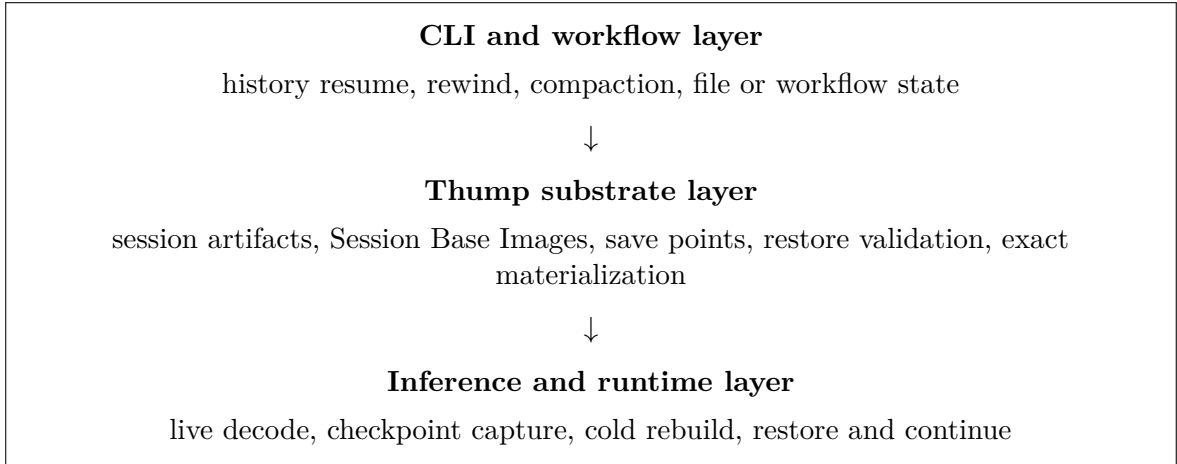 CLI and workflow layer
history resume, rewind, compaction, file or workflow state
↓
Thump substrate layer
session artifacts, Session Base Images, save points, restore validation, exact
materialization
↓
Inference and runtime layer
live decode, checkpoint capture, cold rebuild, restore and continue